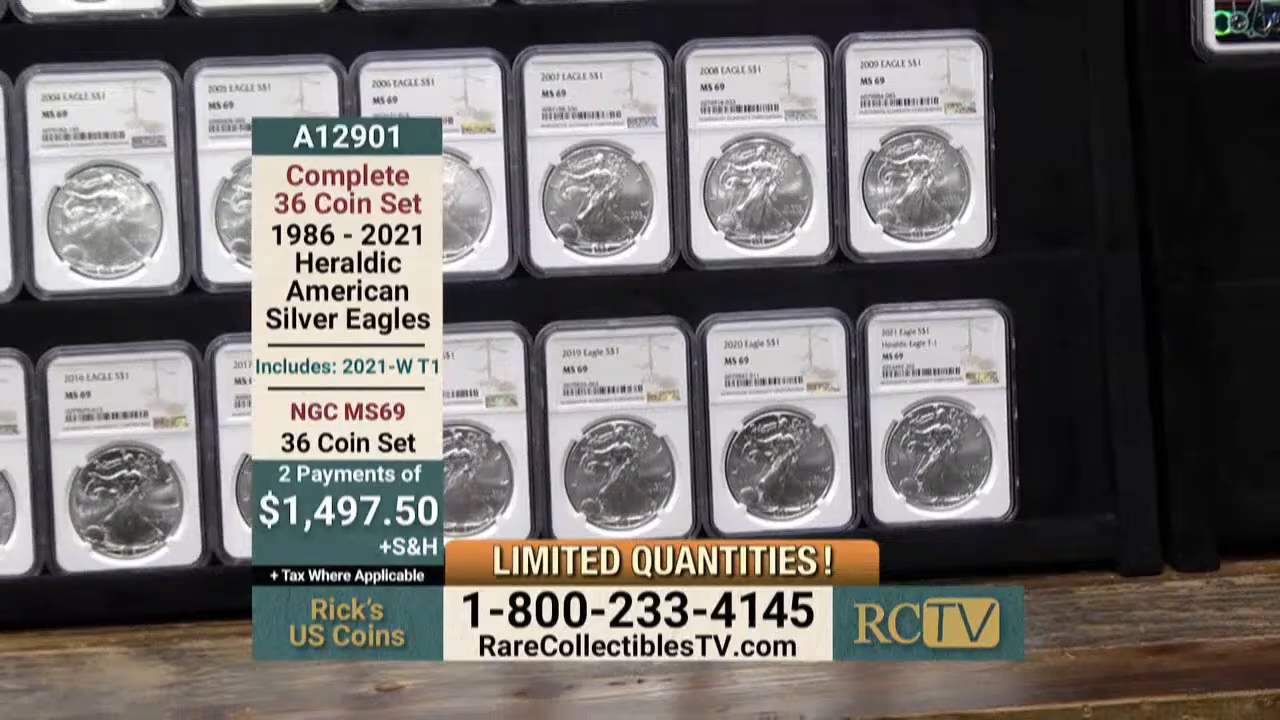 2004 EAGLE S$1
MS 69
2005 EAGLE S$1
2006 EAGLE S$1
MS 69
2007 EAGLE S$1
MS 69
2008 EAGLE S$1
MS 69
2009 EAGLE S$1
MS 69
A12901
Complete
36 Coin Set
1986 - 2021
Heraldic
American
Silver Eagles
Includes: 2021-W T1
NGC MS69
36 Coin Set
2 Payments of
$1,497.50
+S&H
+ Tax Where Applicable
2016 EAGLE S$1
MS 69
2017
2019 Eagle S$1
MS 69
2020 Eagle S$1
MS 69
2021 Eagle S$1
Heraldic Eagle T-1
MS 69
LIMITED QUANTITIES!
Rick's
US Coins
1-800-233-4145
RareCollectiblesTV.com
RCTV